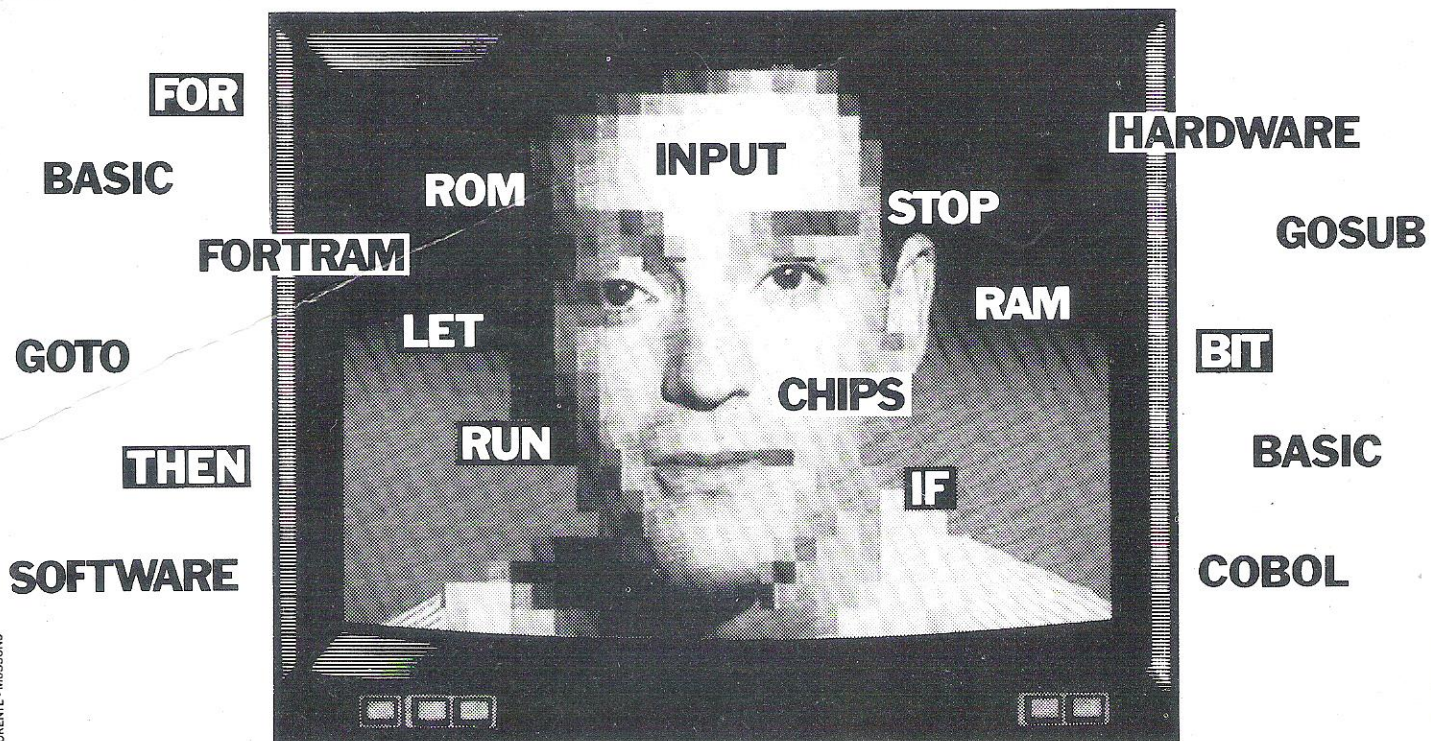 FOR
HARDWARE
INPUT
BASIC
ROM
STOP
GOSUB
FORTRAM
RAM
LET
GOTO
BIT
CHIPS
RUN
BASIC
THEN
IF
SOFTWARE
COBOL